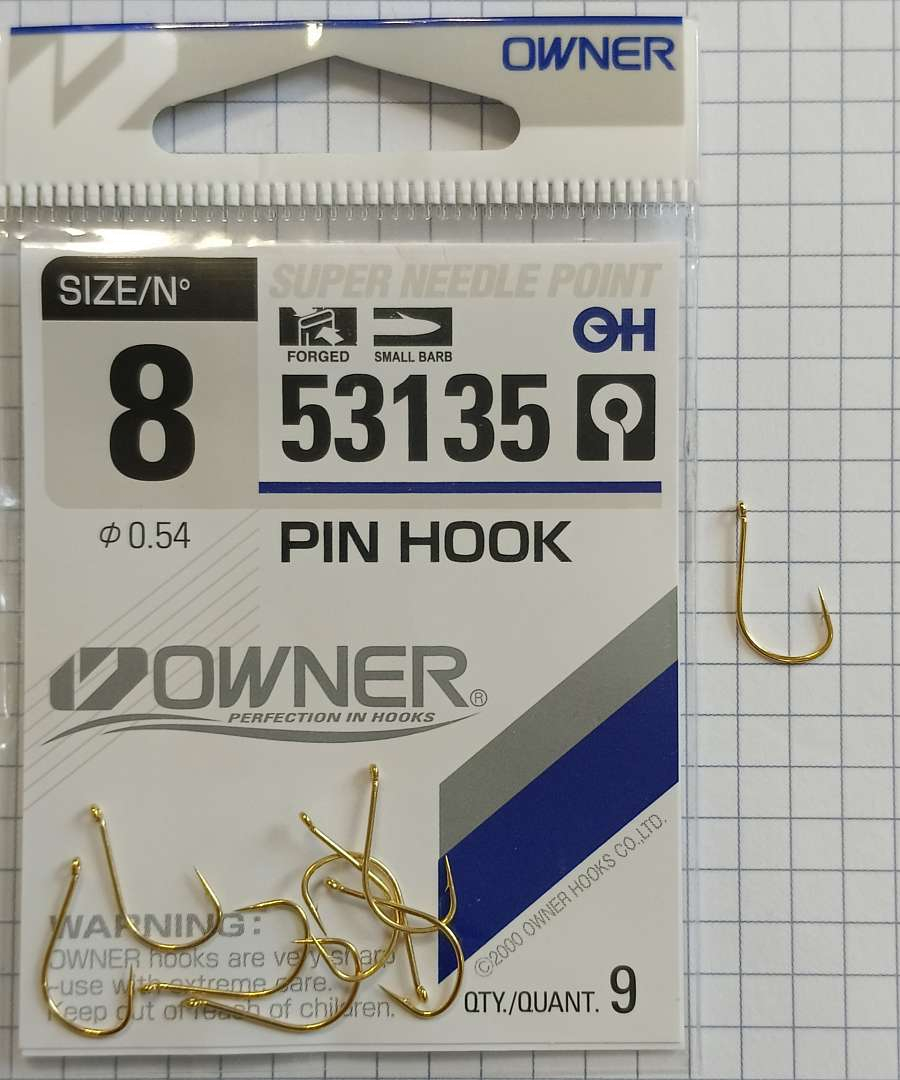 OWNER
SIZE/N°
SUPER NEEDLE POINT
8
FORGED
SMALL BARB
53135
Φ 0.54
PIN HOOK
OWNER®
PERFECTION IN HOOKS
WARNING:
OWNER hooks are very sharp
-use with extreme care.
Keep out of reach of children.
©2000 OWNER HOOKS CO.,LTD.
QTY./QUANT. 9